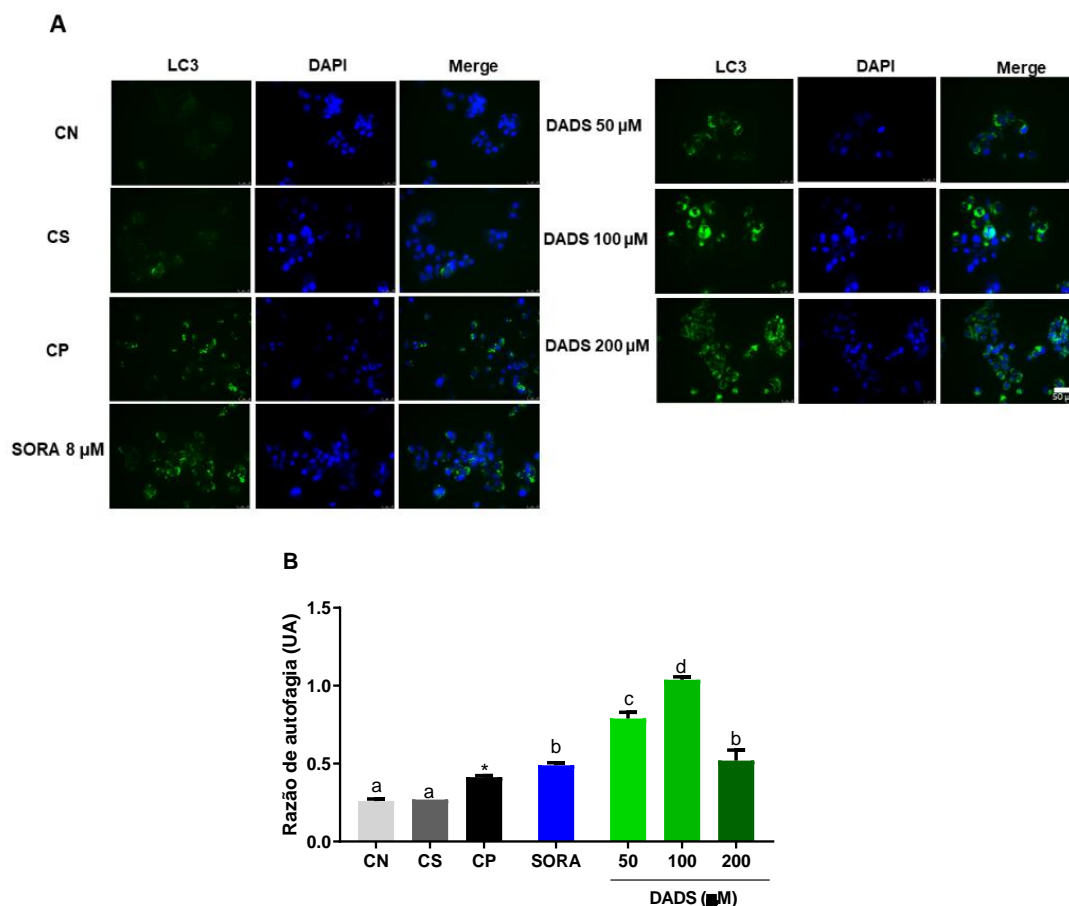 A
LC3 DAPI Merge
CN
CS
CP
SORA 8 µM
LC3 DAPI Merge
DADS 50 µM
DADS 100 µM
DADS 200 µM
50 µ
B
Razão de autofagia (UA)
1.5
1.0
0.5
0.0
a a * b c d b
CN CS CP SORA 50 100 200
DADS (M)